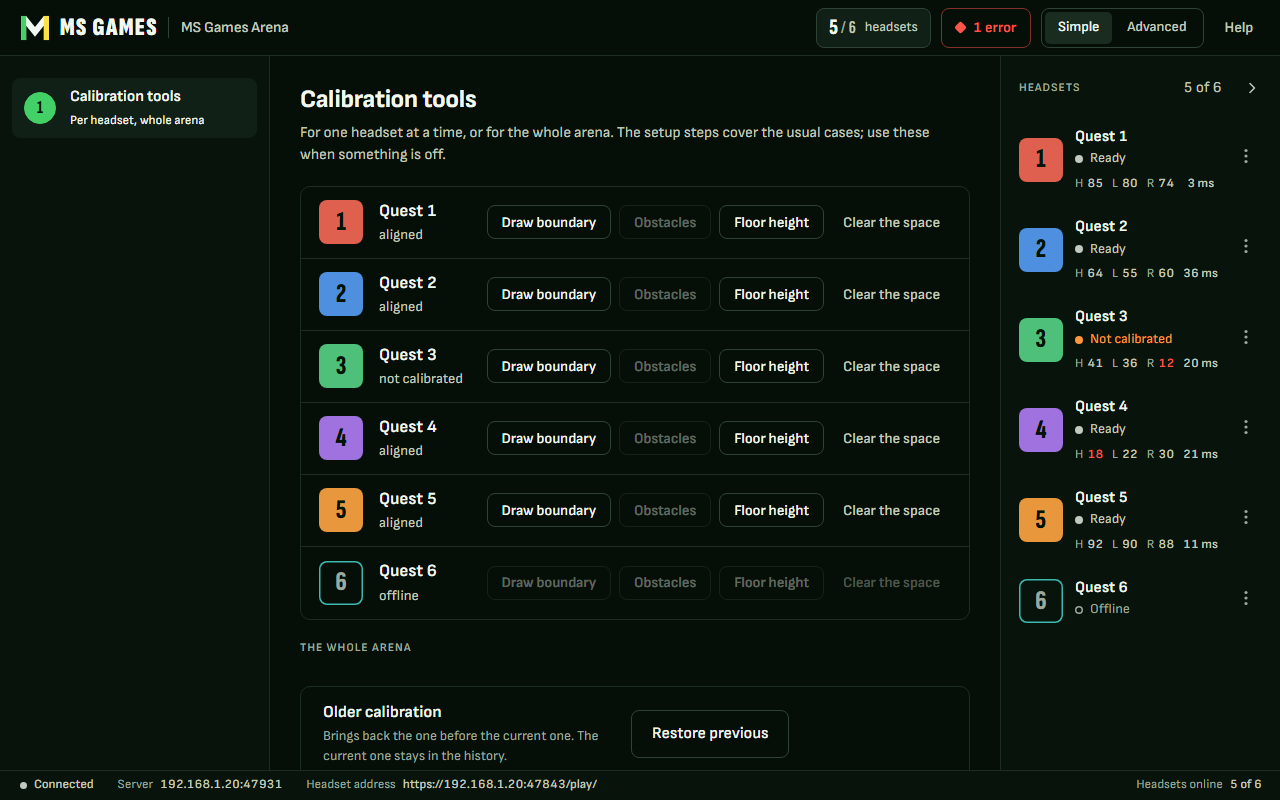 MS GAMES
MS Games Arena
5 / 6 headsets
1 error
Simple
Advanced
Help
1
Calibration tools
Per headset, whole arena
Calibration tools
For one headset at a time, or for the whole arena. The setup steps cover the usual cases; use these
when something is off.
1
Quest 1
aligned
Draw boundary
Obstacles
Floor height
Clear the space
2
Quest 2
aligned
Draw boundary
Obstacles
Floor height
Clear the space
3
Quest 3
not calibrated
Draw boundary
Obstacles
Floor height
Clear the space
4
Quest 4
aligned
Draw boundary
Obstacles
Floor height
Clear the space
5
Quest 5
aligned
Draw boundary
Obstacles
Floor height
Clear the space
6
Quest 6
offline
Draw boundary
Obstacles
Floor height
Clear the space
THE WHOLE ARENA
Older calibration
Brings back the one before the current one. The
current one stays in the history.
Restore previous
HEADSETS
5 of 6
1
Quest 1
Ready
H 85 L 80 R 74 3 ms
2
Quest 2
Ready
H 64 L 55 R 60 36 ms
3
Quest 3
Not calibrated
H 41 L 36 R 12 20 ms
4
Quest 4
Ready
H 18 L 22 R 30 21 ms
5
Quest 5
Ready
H 92 L 90 R 88 11 ms
6
Quest 6
Offline
Connected
Server 192.168.1.20:47931
Headset address https://192.168.1.20:47843/play/
Headsets online 5 of 6